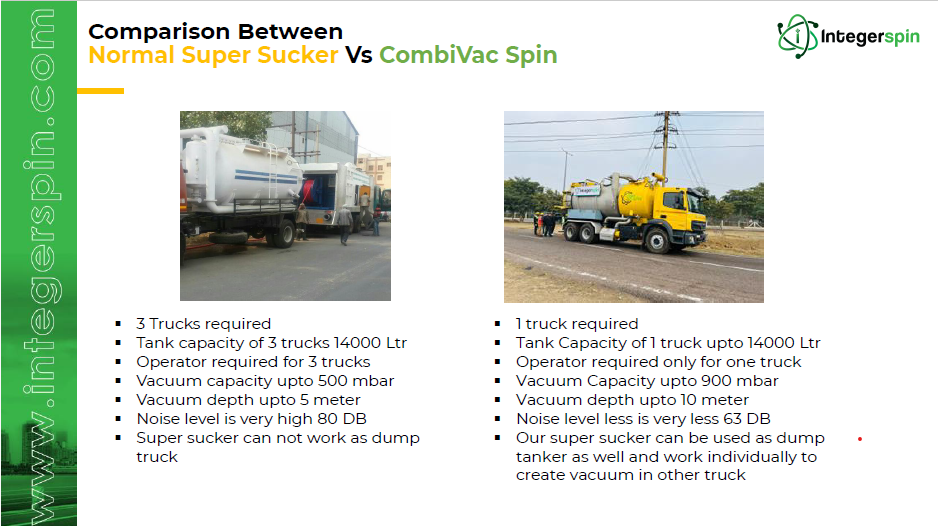 Comparison Between
Normal Super Sucker Vs CombiVac Spin
Integerspin
www.integerspin.com
▪ 3 Trucks required
▪ Tank capacity of 3 trucks 14000 Ltr
▪ Operator required for 3 trucks
▪ Vacuum capacity upto 500 mbar
▪ Vacuum depth upto 5 meter
▪ Noise level is very high 80 DB
▪ Super sucker can not work as dump
truck
▪ 1 truck required
▪ Tank Capacity of 1 truck upto 14000 Ltr
▪ Operator required only for one truck
▪ Vacuum Capacity upto 900 mbar
▪ Vacuum depth upto 10 meter
▪ Noise level less is very less 63 DB
▪ Our super sucker can be used as dump
tanker as well and work individually to
create vacuum in other truck